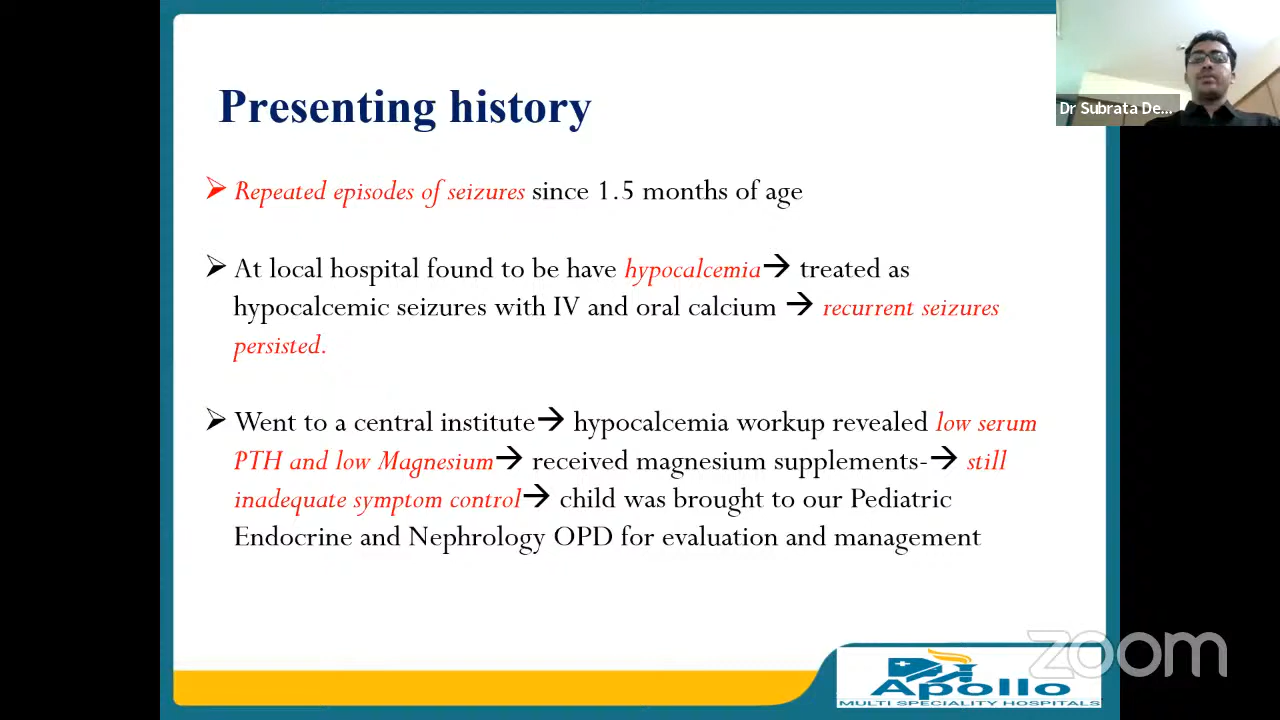 Dr Subrata De...
Presenting history
➢ Repeated episodes of seizures since 1.5 months of age
➢ At local hospital found to be have hypocalcemia→ treated as
hypocalcemic seizures with IV and oral calcium → recurrent seizures
persisted.
➢ Went to a central institute→ hypocalcemia workup revealed low serum
PTH and low Magnesium→ received magnesium supplements-→ still
inadequate symptom control→ child was brought to our Pediatric
Endocrine and Nephrology OPD for evaluation and management
zoom
Apollo
MULTI SPECIALITY HOSPITALS